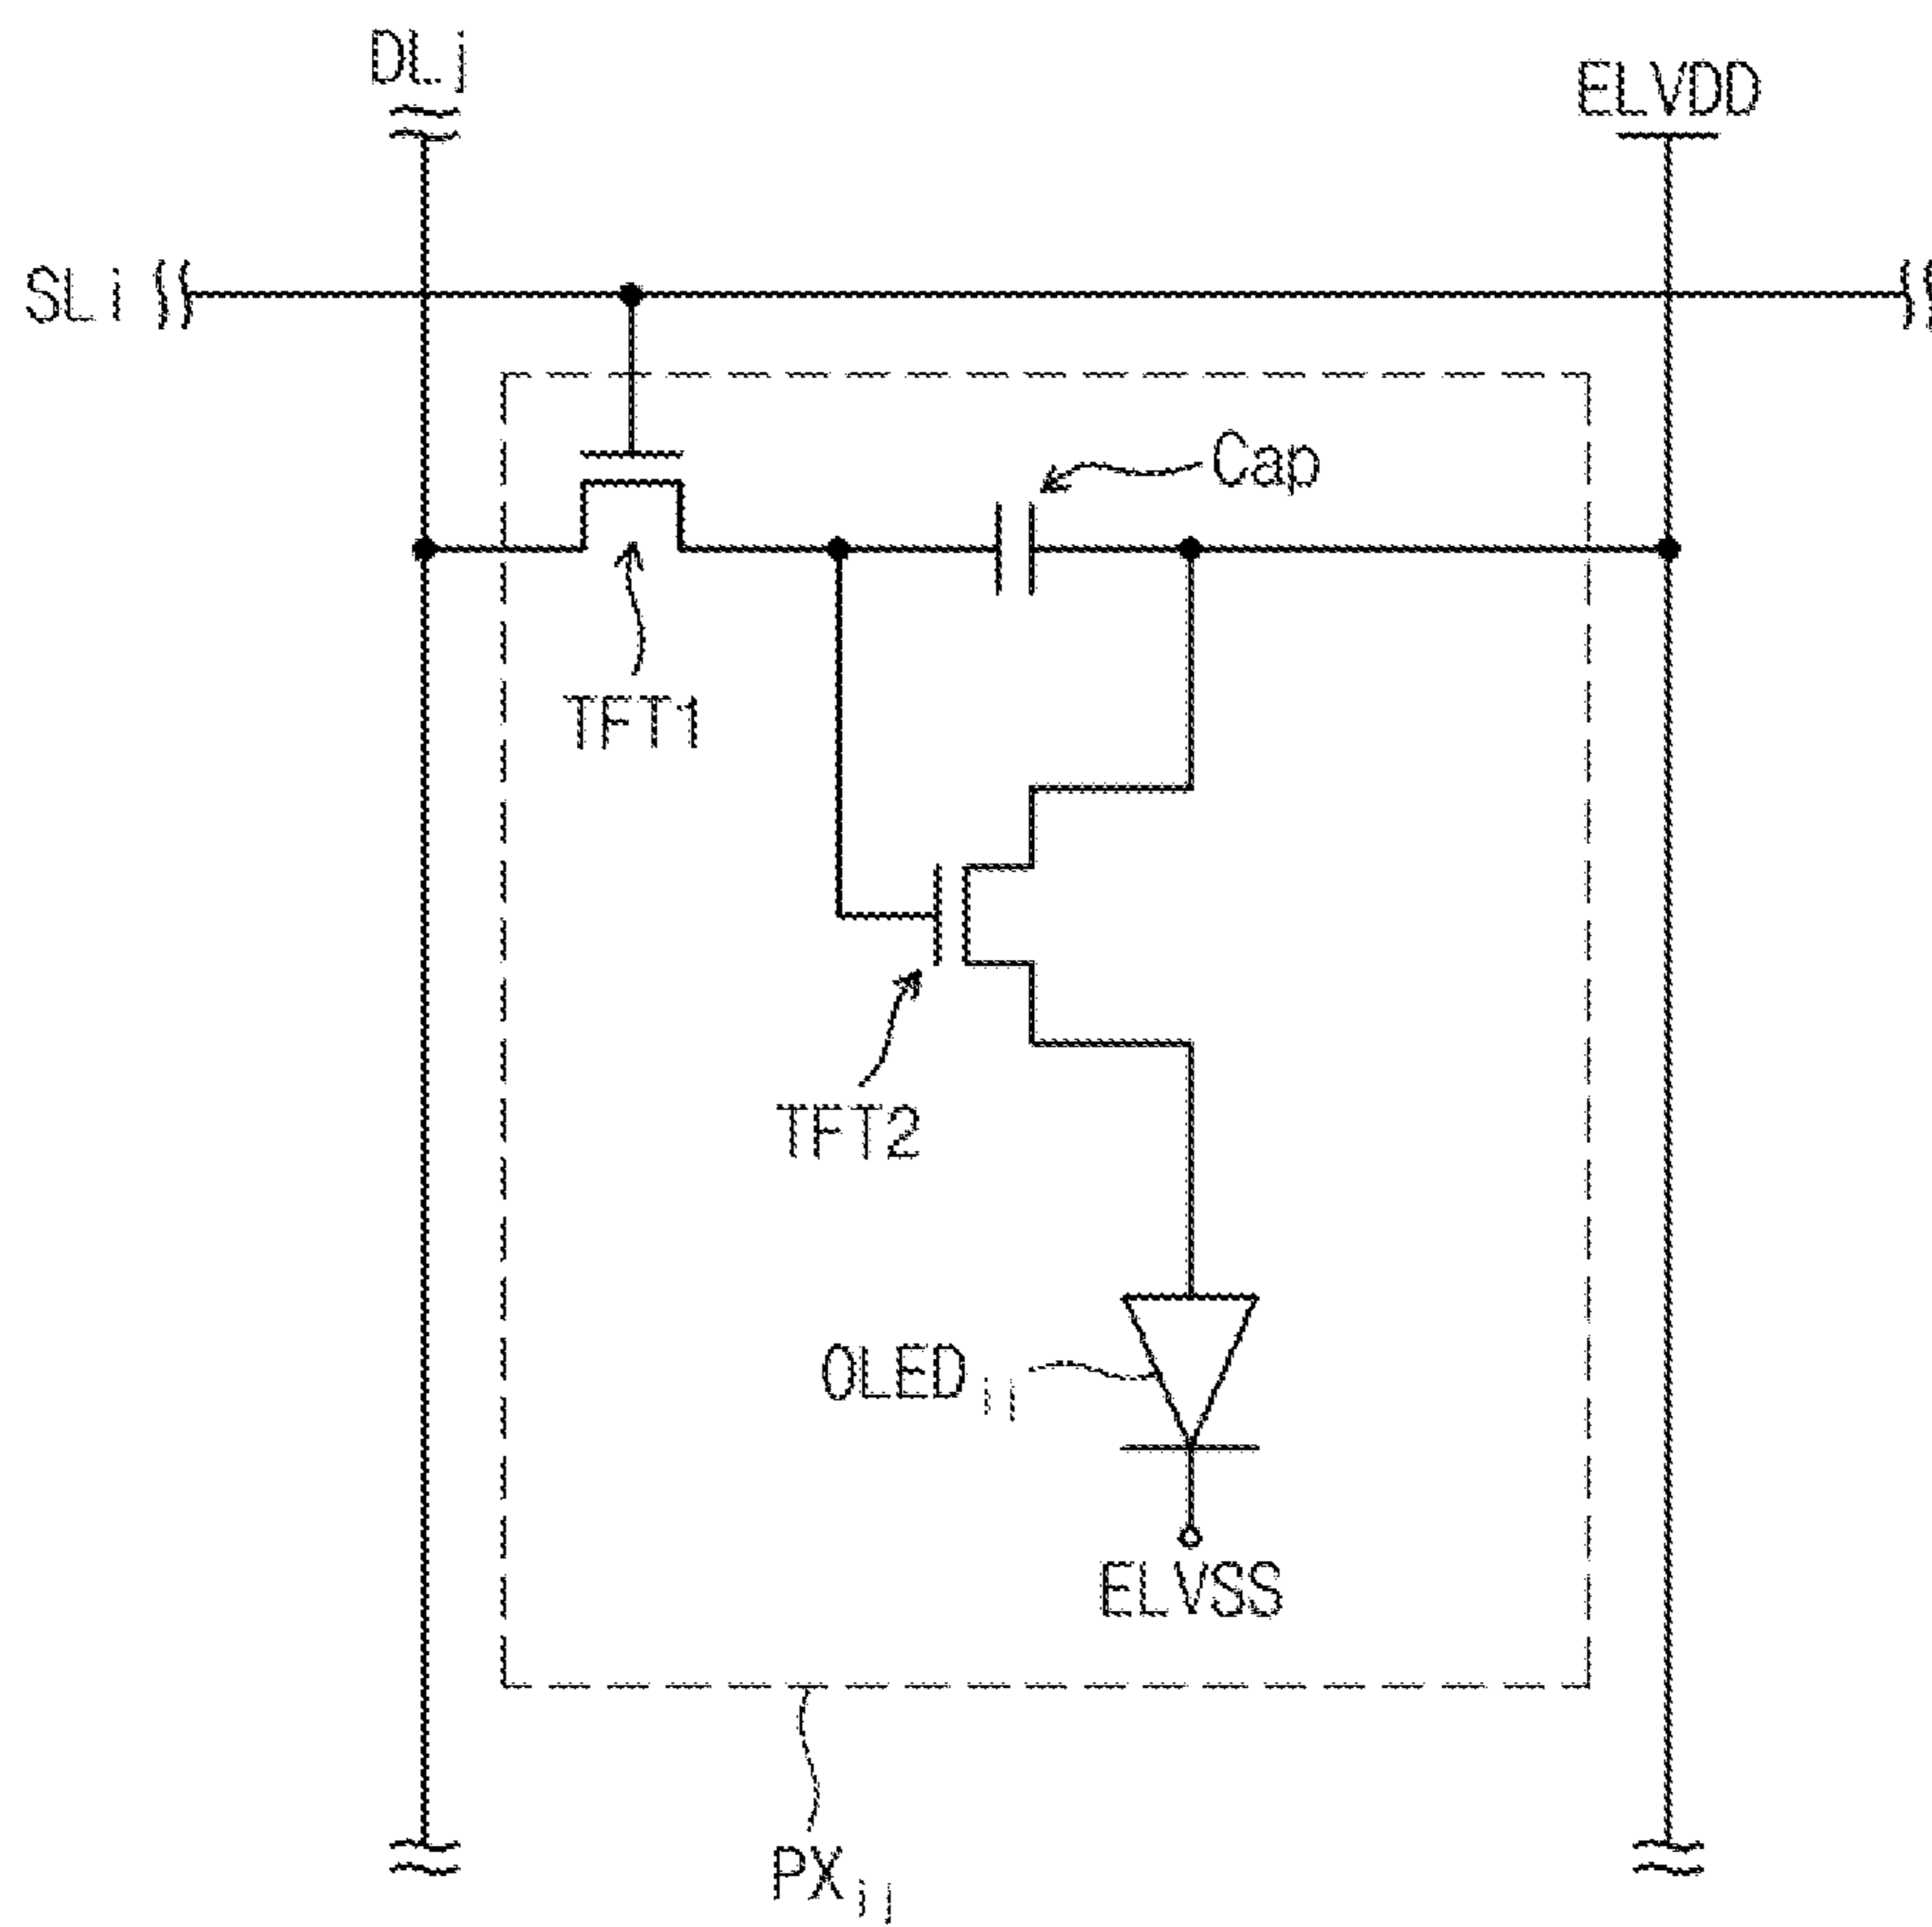 DLj
ELVDD
SLi
Cap
TFT1
TFT2
OLEDij
ELVSS
PXij